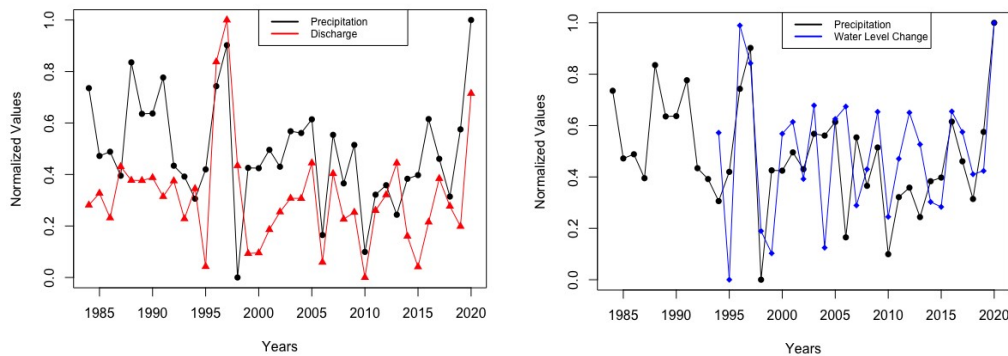 Precipitation
Discharge
Normalized Values
1.0
0.8
0.6
0.4
0.2
0.0
1985 1990 1995 2000 2005 2010 2015 2020
Years
Precipitation
Water Level Change
Normalized Values
1.0
0.8
0.6
0.4
0.2
0.0
1985 1990 1995 2000 2005 2010 2015 2020
Years